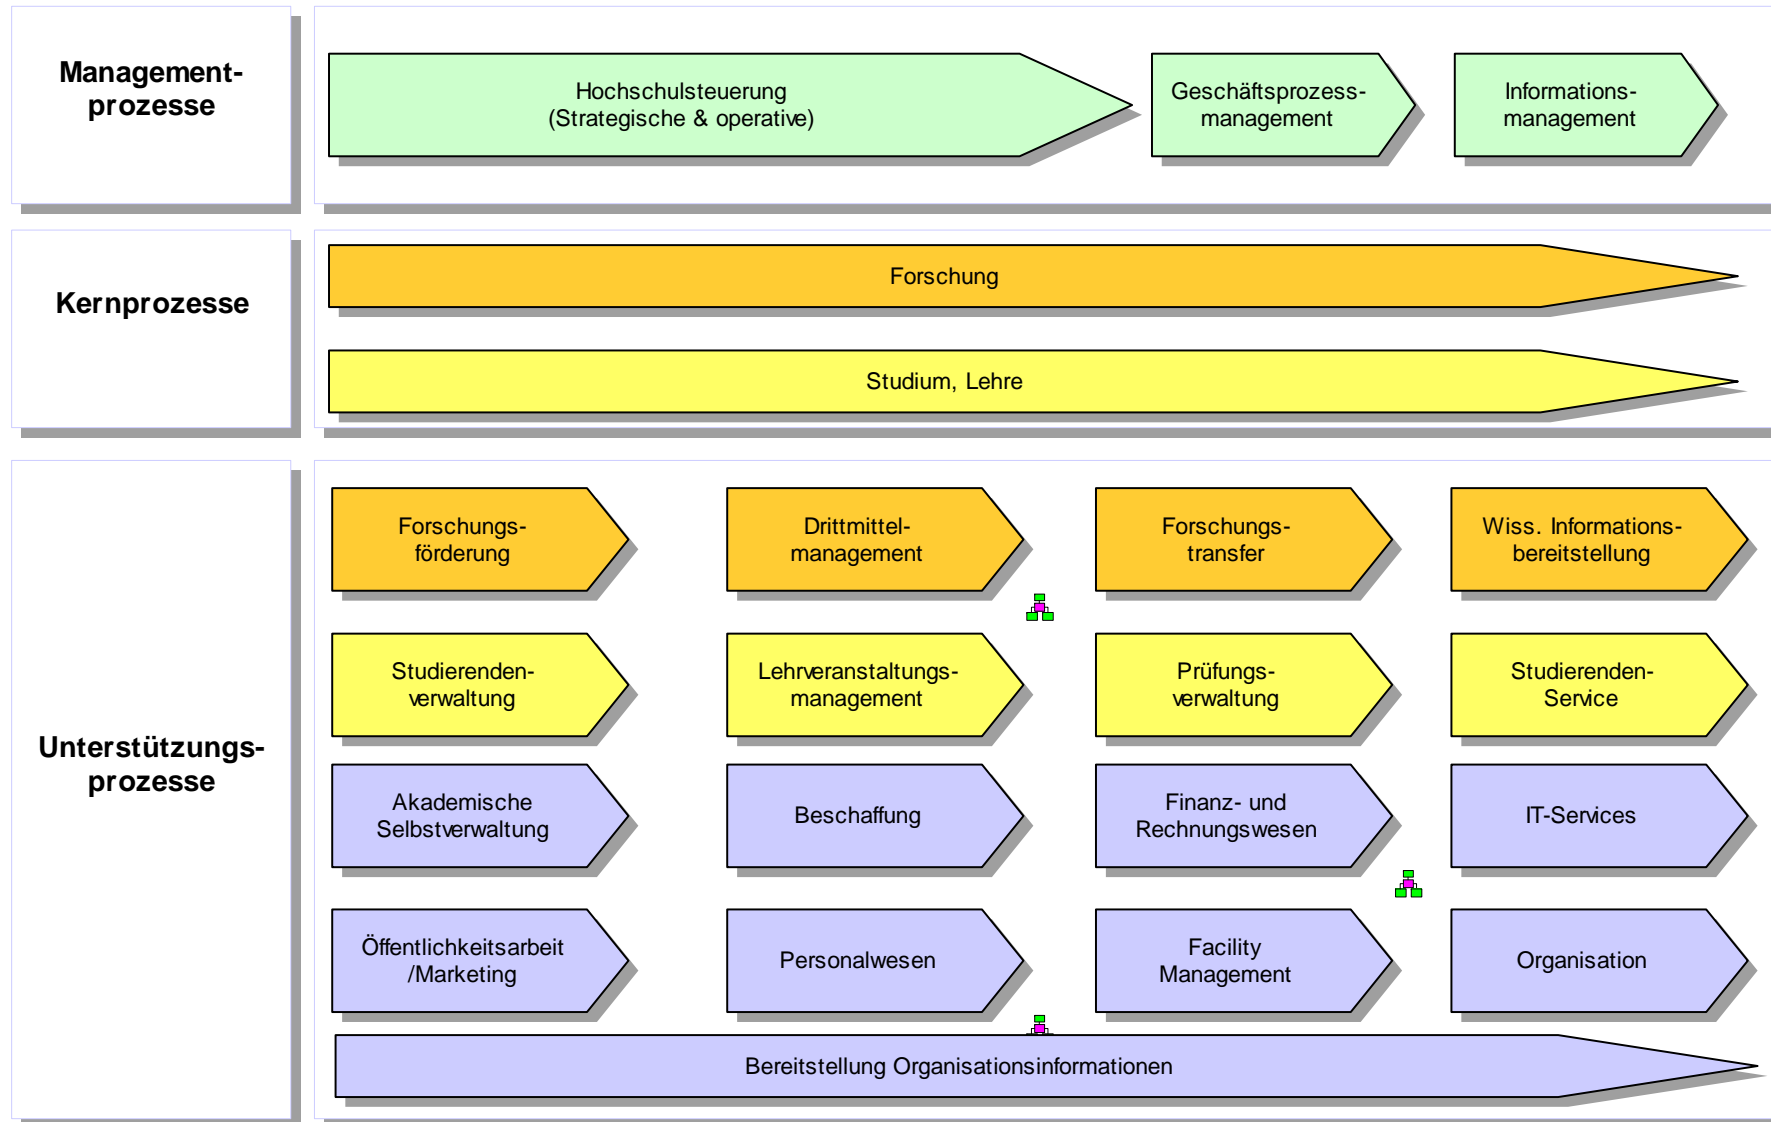 Management-
prozesse
Hochschulsteuerung
(Strategische & operative)
Geschäftsprozess-
management
Informations-
management
Kernprozesse
Forschung
Studium, Lehre
Unterstützungs-
prozesse
Forschungs-
förderung
Drittmittel-
management
Forschungs-
transfer
Wiss. Informations-
bereitstellung
Studierenden-
verwaltung
Lehrveranstaltungs-
management
Prüfungs-
verwaltung
Studierenden-
Service
Akademische
Selbstverwaltung
Beschaffung
Finanz- und
Rechnungswesen
IT-Services
Öffentlichkeitsarbeit
/Marketing
Personalwesen
Facility
Management
Organisation
Bereitstellung Organisationsinformationen